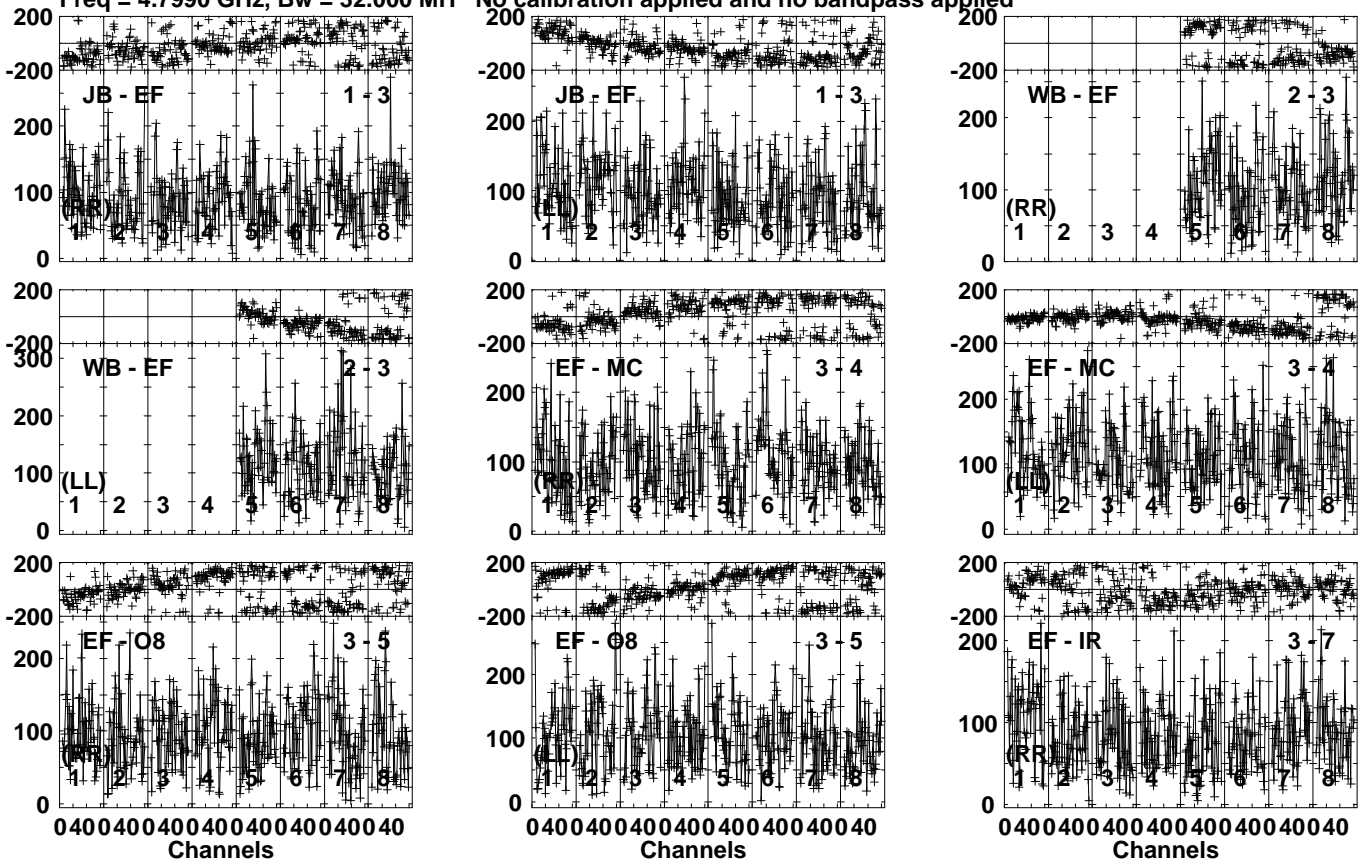 Freq = 4.7990 GHz, Bw = 32.000 MH No calibration applied and no bandpass applied
200 200 200
-200 -200 -200
JB - EF 1 - 3 JB - EF 1 - 3 WB - EF 2 - 3
200 200 200
100 100 100
(RR) (LL) (RR)
1 2 3 4 5 6 7 8 1 2 3 4 5 6 7 8 1 2 3 4 5 6 7 8
0 0 0
200 200 200
-200 -200 -200
300
WB - EF 2 - 3 EF - MC 3 - 4 EF - MC 3 - 4
200 200 200
100 100 100
(LL) (RR) (LL)
1 2 3 4 5 6 7 8 1 2 3 4 5 6 7 8 1 2 3 4 5 6 7 8
0 0 0
200 200 200
-200 -200 -200
EF - O8 3 - 5 EF - O8 3 - 5 EF - IR 3 - 7
200 200 200
100 100 100
(RR) (LL) (RR)
1 2 3 4 5 6 7 8 1 2 3 4 5 6 7 8 1 2 3 4 5 6 7 8
0 0 0
0 40 0 40 0 40 0 40 0 40 0 40 0 40 0 40 0 40 0 40 0 40 0 40 0 40 0 40 0 40 0 40 0 40 0 40 0 40 0 40 0 40 0 40 0 40 0 40
Channels Channels Channels